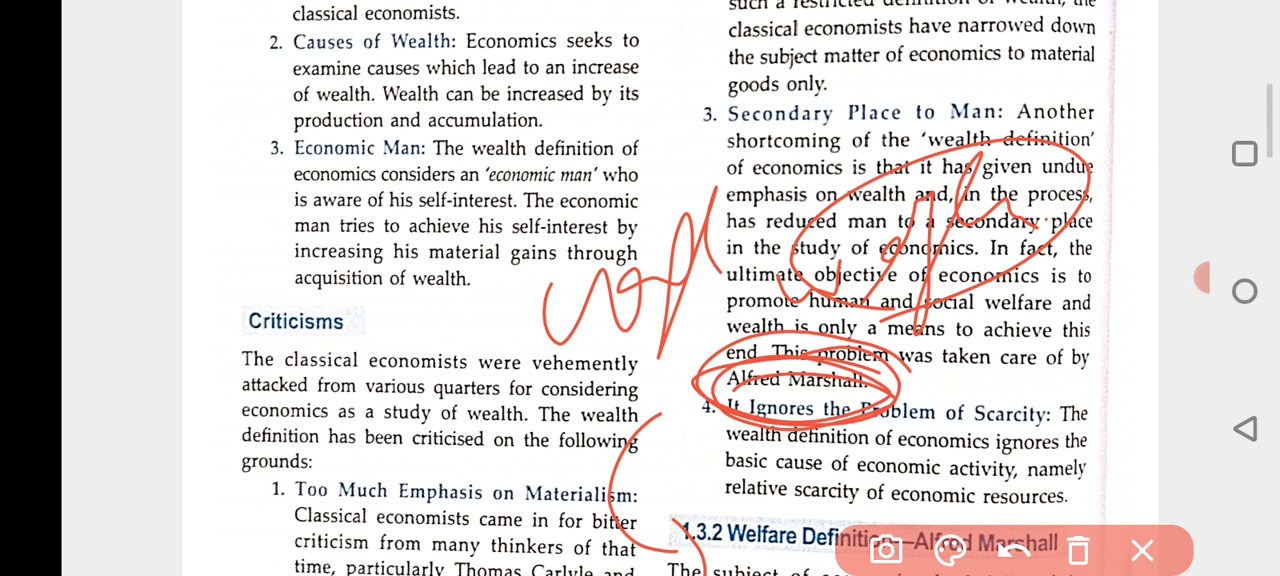 classical economists.
2. Causes of Wealth: Economics seeks to
examine causes which lead to an increase
of wealth. Wealth can be increased by its
production and accumulation.
3. Economic Man: The wealth definition of
economics considers an 'economic man' who
is aware of his self-interest. The economic
man tries to achieve his self-interest by
increasing his material gains through
acquisition of wealth.
Criticisms
The classical economists were vehemently
attacked from various quarters for considering
economics as a study of wealth. The wealth
definition has been criticised on the following
grounds:
1. Too Much Emphasis on Materialism:
Classical economists came in for bitter
criticism from many thinkers of that
time, particularly Thomas Carlyle and
such a restricted definition of wealth, the
classical economists have narrowed down
the subject matter of economics to material
goods only.
3. Secondary Place to Man: Another
shortcoming of the 'wealth definition'
of economics is that it has given undue
emphasis on wealth and, in the process,
has reduced man to a secondary place
in the study of economics. In fact, the
ultimate objective of economics is to
promote human and social welfare and
wealth is only a means to achieve this
end. This problem was taken care of by
Alfred Marshall.
4. It Ignores the Problem of Scarcity: The
wealth definition of economics ignores the
basic cause of economic activity, namely
relative scarcity of economic resources.
1.3.2 Welfare Definition—Alfred Marshall
The subject of